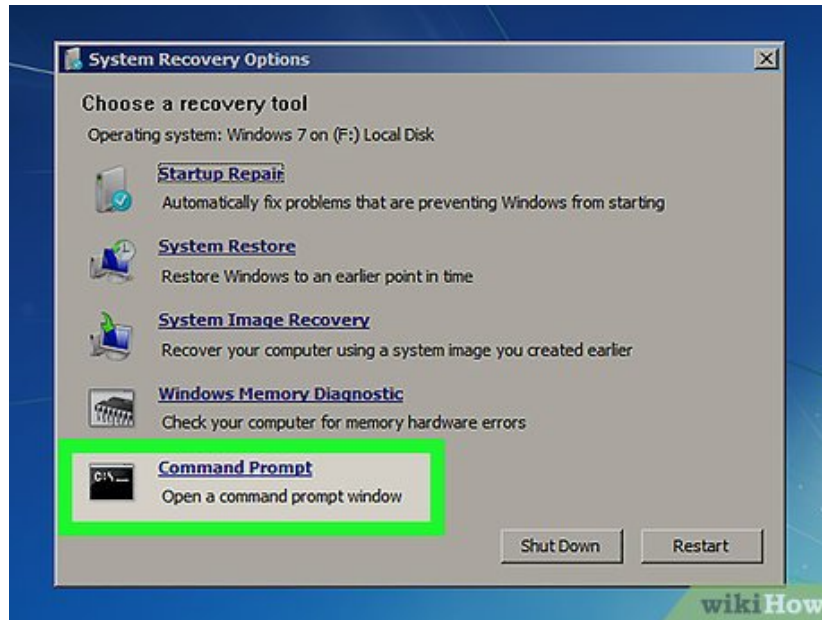 System Recovery Options
Choose a recovery tool
Operating system: Windows 7 on (F:) Local Disk
Startup Repair
Automatically fix problems that are preventing Windows from starting
System Restore
Restore Windows to an earlier point in time
System Image Recovery
Recover your computer using a system image you created earlier
Windows Memory Diagnostic
Check your computer for memory hardware errors
C:\
Command Prompt
Open a command prompt window
Shut Down Restart
wikiHow